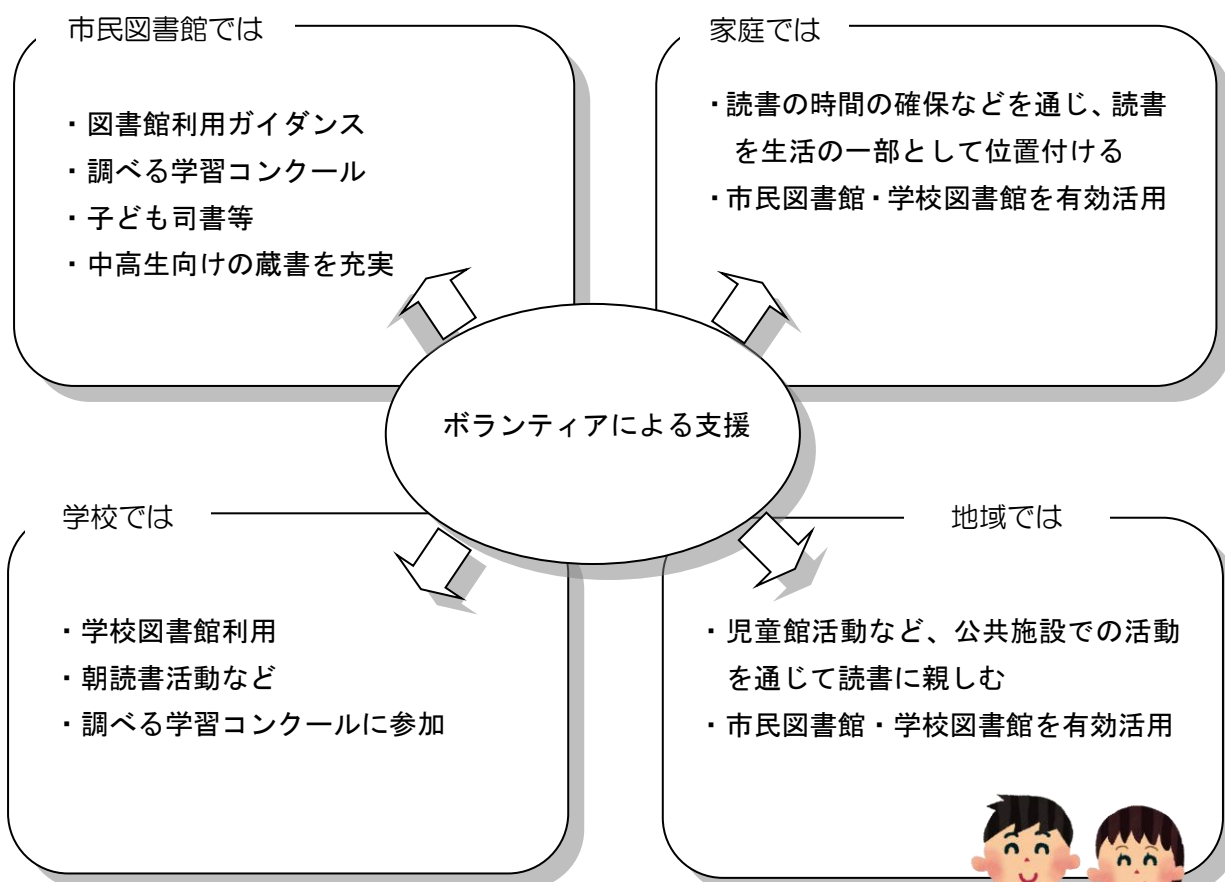 市民図書館では
・図書館利用ガイダンス
・調べる学習コンクール
・子ども司書等
・中高生向けの蔵書を充実
家庭では
・読書の時間の確保などを通じ、読書
を生活の一部として位置付ける
・市民図書館・学校図書館を有効活用
ボランティアによる支援
学校では
・学校図書館利用
・朝読書活動など
・調べる学習コンクールに参加
地域では
・児童館活動など、公共施設での活動
を通じて読書に親しむ
・市民図書館・学校図書館を有効活用